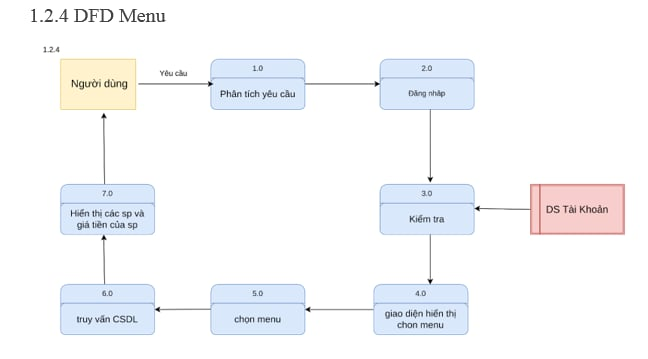 1.2.4 DFD Menu
1.2.4
Người dùng
Yêu cầu
1.0
Phân tích yêu cầu
2.0
Đăng nhâp
7.0
Hiển thị các sp và
giá tiền của sp
3.0
Kiểm tra
DS Tài Khoản
6.0
truy vấn CSDL
5.0
chọn menu
4.0
giao diện hiển thị
chon menu